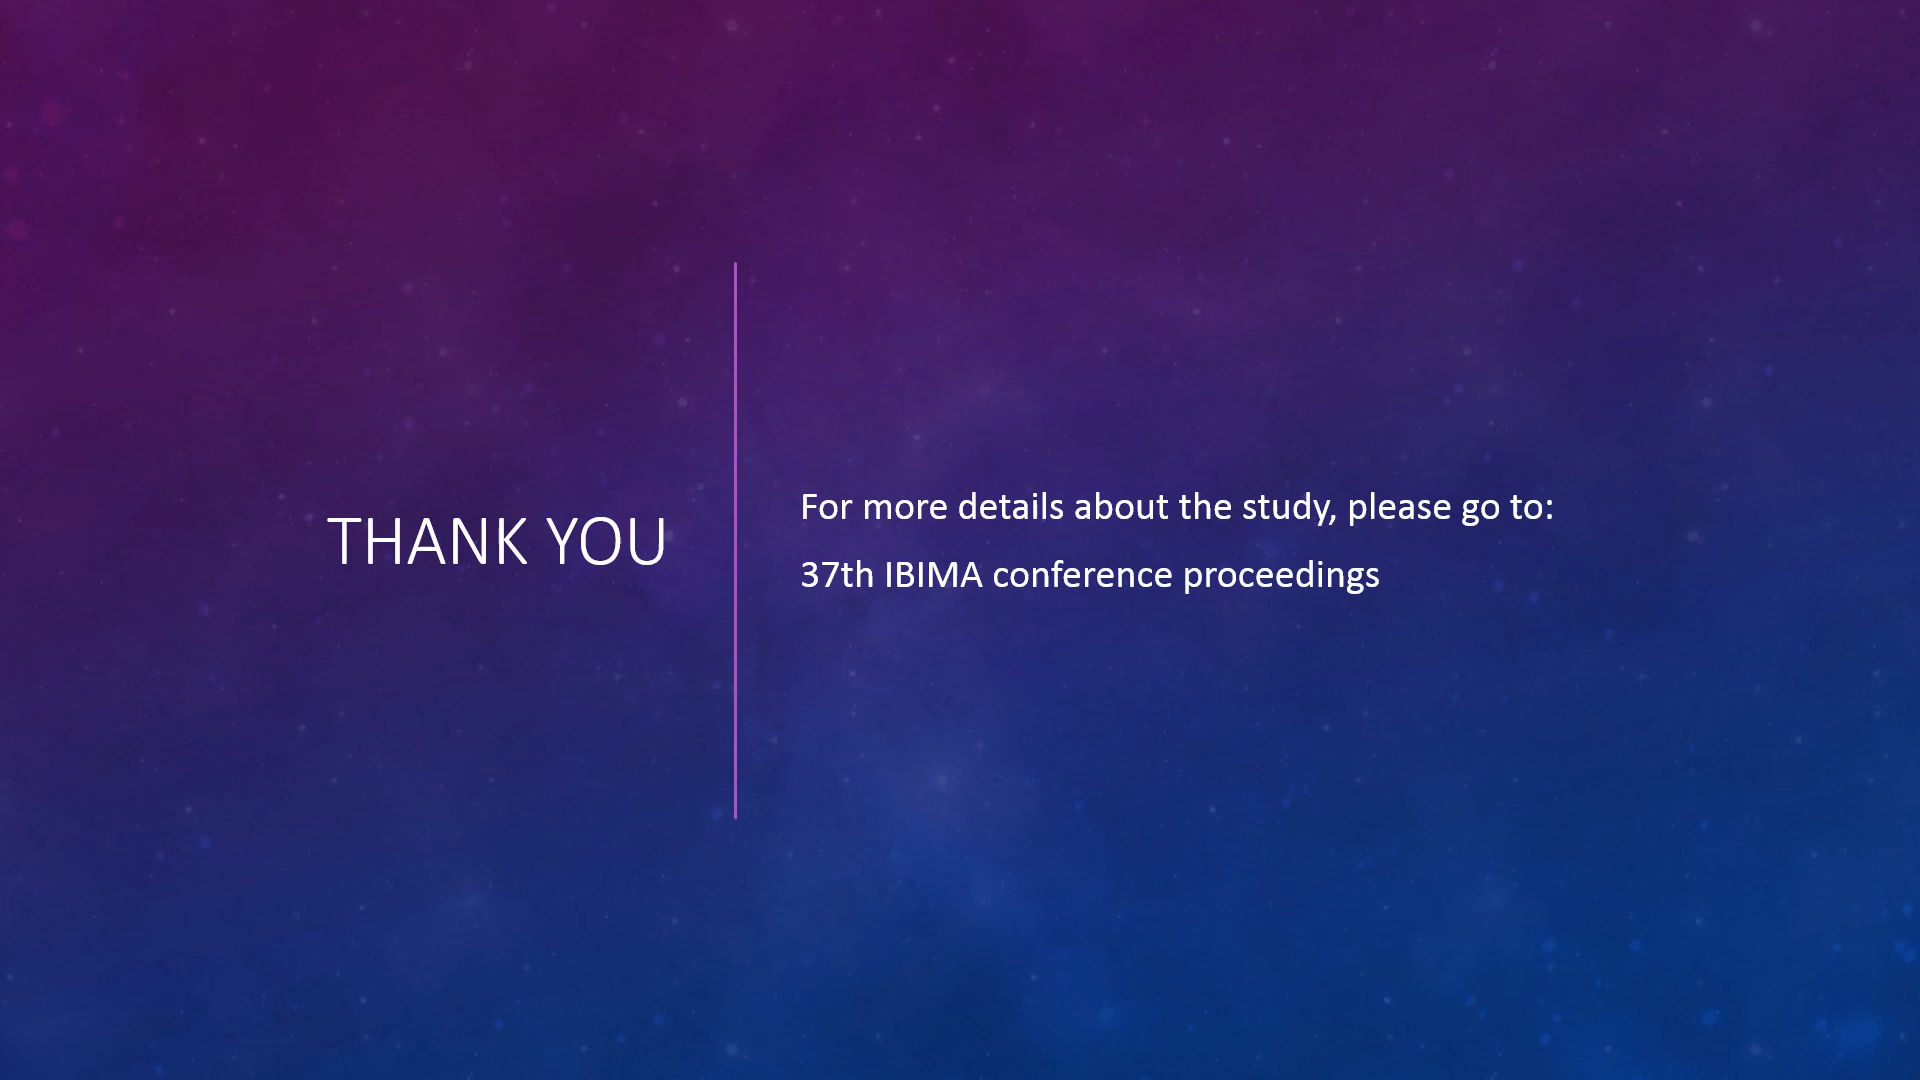 THANK YOU
For more details about the study, please go to:
37th IBIMA conference proceedings